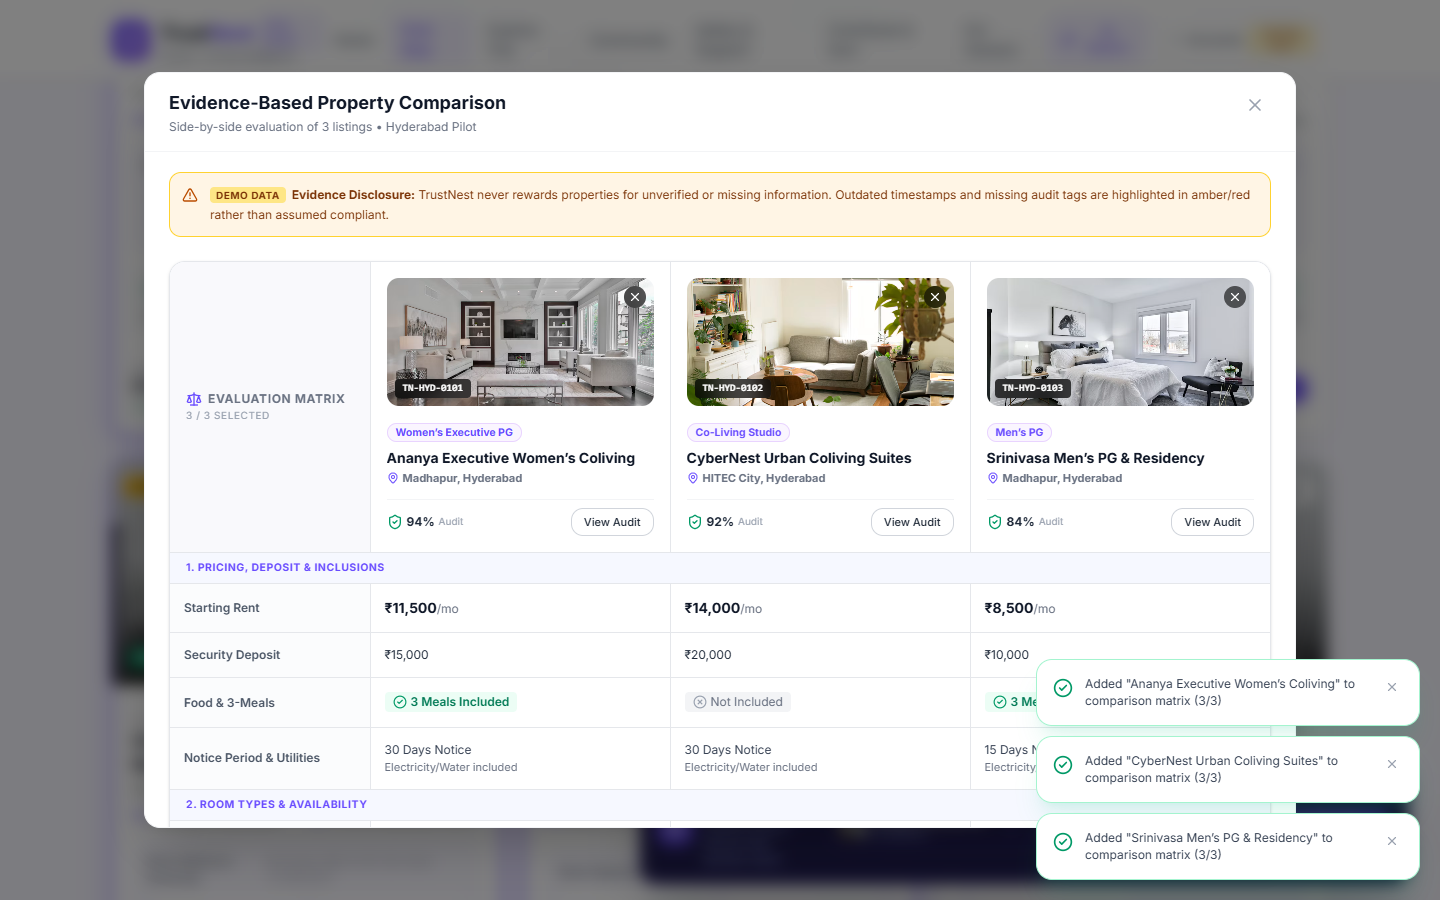 Evidence-Based Property Comparison
Side-by-side evaluation of 3 listings • Hyderabad Pilot
DEMO DATA Evidence Disclosure: TrustNest never rewards properties for unverified or missing information. Outdated timestamps and missing audit tags are highlighted in amber/red
rather than assumed compliant.
EVALUATION MATRIX
3 / 3 SELECTED
TN-HYD-0101
Women's Executive PG
Ananya Executive Women's Coliving
Madhapur, Hyderabad
94% Audit
View Audit
TN-HYD-0102
Co-Living Studio
CyberNest Urban Coliving Suites
HITEC City, Hyderabad
92% Audit
View Audit
TN-HYD-0103
Men's PG
Srinivasa Men's PG & Residency
Madhapur, Hyderabad
84% Audit
View Audit
1. PRICING, DEPOSIT & INCLUSIONS
Starting Rent
₹11,500/mo
₹14,000/mo
₹8,500/mo
Security Deposit
₹15,000
₹20,000
₹10,000
Food & 3-Meals
3 Meals Included
Not Included
3 Me
Notice Period & Utilities
30 Days Notice
Electricity/Water included
30 Days Notice
Electricity/Water included
15 Days N
Electricity
2. ROOM TYPES & AVAILABILITY
Added "Ananya Executive Women's Coliving" to
comparison matrix (3/3)
Added "CyberNest Urban Coliving Suites" to
comparison matrix (3/3)
Added "Srinivasa Men's PG & Residency" to
comparison matrix (3/3)